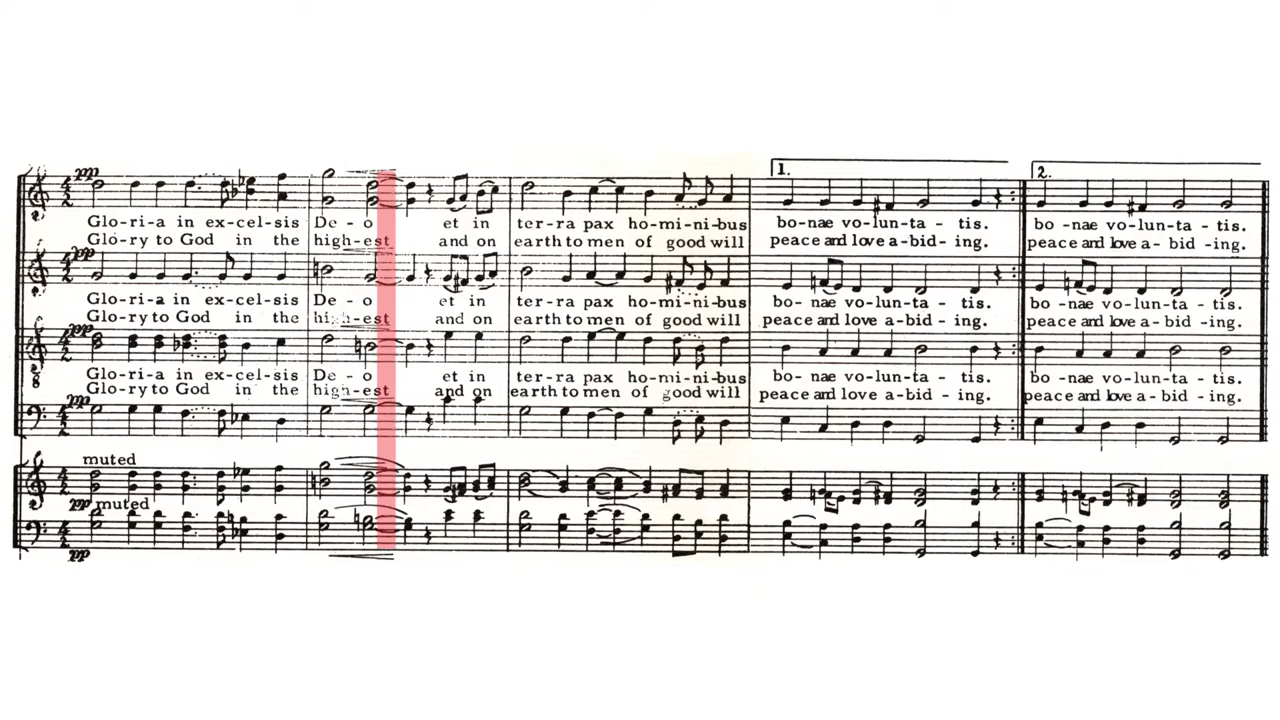 1. 2.
Glo-ri-a in ex-cel-sis De - o et in ter-ra pax ho-mi-ni-bus bo-nae vo-lun-ta - tis. bo -nae vo-lun-ta - tis.
Glo-ry to God in the high-est and on earth to men of good will peace and love a-bid - ing. peace and love a- bid -ing.
Glo-ri-a in ex-cel-sis De - o et in ter-ra pax ho-mi-ni-bus bo- nae vo-lun-ta - tis. bo -nae vo-lun-ta - tis.
Glo-ry to God in the high-est and on earth to men of good will peace and love a-bid - ing. peace and love a- bid -ing.
Glo-ri-a in ex-cel-sis De - o et in ter-ra pax ho-mi-ni-bus bo- nae vo-lun-ta - tis. bo -nae vo-lun-ta - tis.
Glo-ry to God in the high-est and on earth to men of good will peace and love a-bid - ing. peace and love a- bid -ing.
muted
muted